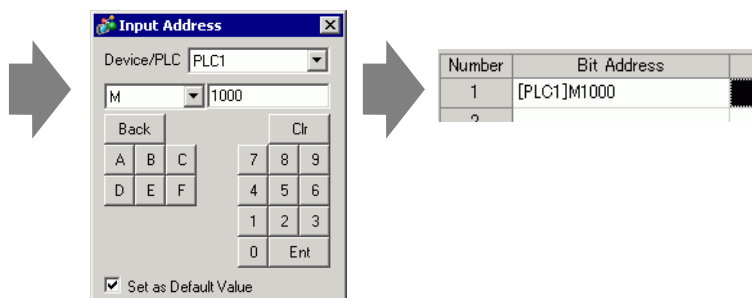 Input Address
Device/PLC PLC1
M 1000
Back Clr
A B C 7 8 9
D E F 4 5 6
1 2 3
0 Ent
Set as Default Value
Number Bit Address
1 [PLC1]M1000